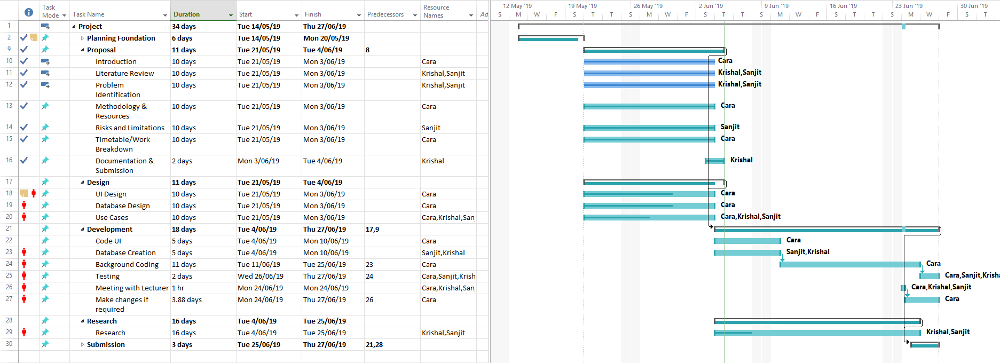 Task Mode Task Name Duration Start Finish Predecessors Resource Names Ad
12 May '19 19 May '19 26 May '19 2 Jun '19 9 Jun '19 16 Jun '19 23 Jun '19 30 Jun '19
S M W F S T T S M W F S T T S M W F S T T S M W F S T
1 Project 34 days Tue 14/05/19 Thu 27/06/19
2 Planning Foundation 6 days Tue 14/05/19 Mon 20/05/19
9 Proposal 11 days Tue 21/05/19 Tue 4/06/19 8
10 Introduction 10 days Tue 21/05/19 Mon 3/06/19 Cara Cara
11 Literature Review 10 days Tue 21/05/19 Mon 3/06/19 Krishal,Sanjit Krishal,Sanjit
12 Problem Identification 10 days Tue 21/05/19 Mon 3/06/19 Krishal,Sanjit Krishal,Sanjit
13 Methodology & Resources 10 days Tue 21/05/19 Mon 3/06/19 Cara Cara
14 Risks and Limitations 10 days Tue 21/05/19 Mon 3/06/19 Sanjit Sanjit
15 Timetable/Work Breakdown 10 days Tue 21/05/19 Mon 3/06/19 Cara Cara
16 Documentation & Submission 2 days Mon 3/06/19 Tue 4/06/19 Krishal Krishal
17 Design 11 days Tue 21/05/19 Tue 4/06/19
18 UI Design 10 days Tue 21/05/19 Mon 3/06/19 Cara Cara
19 Database Design 10 days Tue 21/05/19 Mon 3/06/19 Cara Cara
20 Use Cases 10 days Tue 21/05/19 Mon 3/06/19 Cara,Krishal,San Cara,Krishal,Sanjit
21 Development 18 days Tue 4/06/19 Thu 27/06/19 17,9
22 Code UI 5 days Tue 4/06/19 Mon 10/06/19 Cara Cara
23 Database Creation 5 days Tue 4/06/19 Mon 10/06/19 Sanjit,Krishal Sanjit,Krishal
24 Background Coding 11 days Tue 11/06/19 Tue 25/06/19 23 Cara Cara
25 Testing 2 days Wed 26/06/19 Thu 27/06/19 24 Cara,Sanjit,Krish Cara,Sanjit,Krisha
26 Meeting with Lecturer 1 hr Mon 24/06/19 Mon 24/06/19 Cara,Krishal,San Cara,Krishal,Sanjit
27 Make changes if required 3.88 days Mon 24/06/19 Thu 27/06/19 26 Cara Cara
28 Research 16 days Tue 4/06/19 Tue 25/06/19
29 Research 16 days Tue 4/06/19 Tue 25/06/19 Krishal,Sanjit Krishal,Sanjit
30 Submission 3 days Tue 25/06/19 Thu 27/06/19 21,28